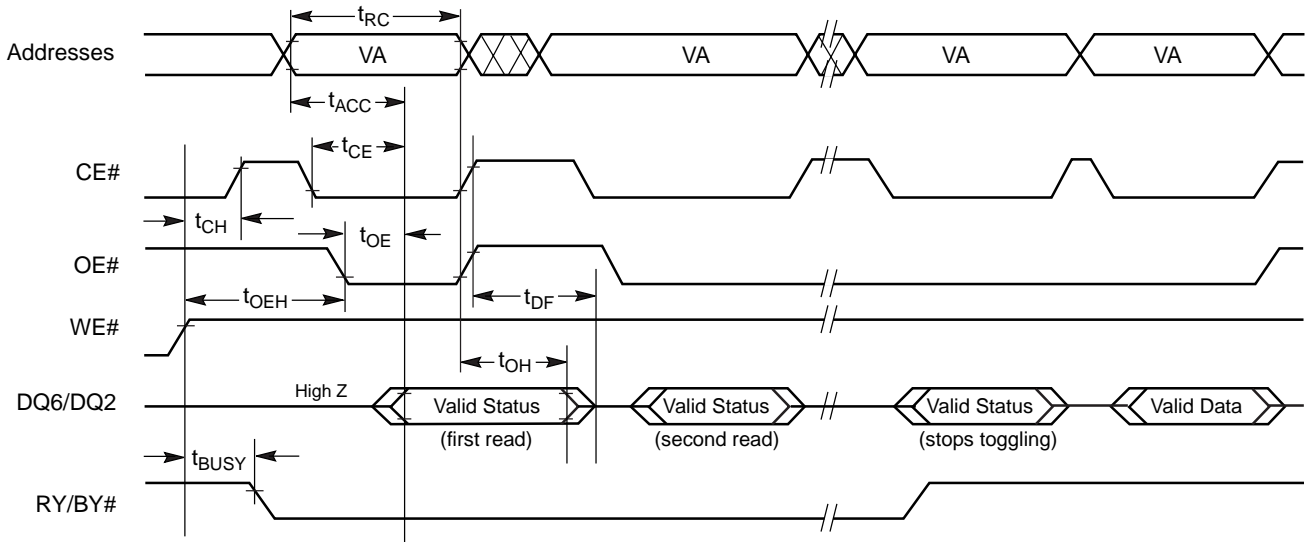 tRC
Addresses VA VA VA VA
tACC
tCE
CE#
tCH tOE
OE#
tOEH tDF
WE#
tOH
High Z
DQ6/DQ2 Valid Status Valid Status Valid Status Valid Data
(first read) (second read) (stops toggling)
tBUSY
RY/BY#